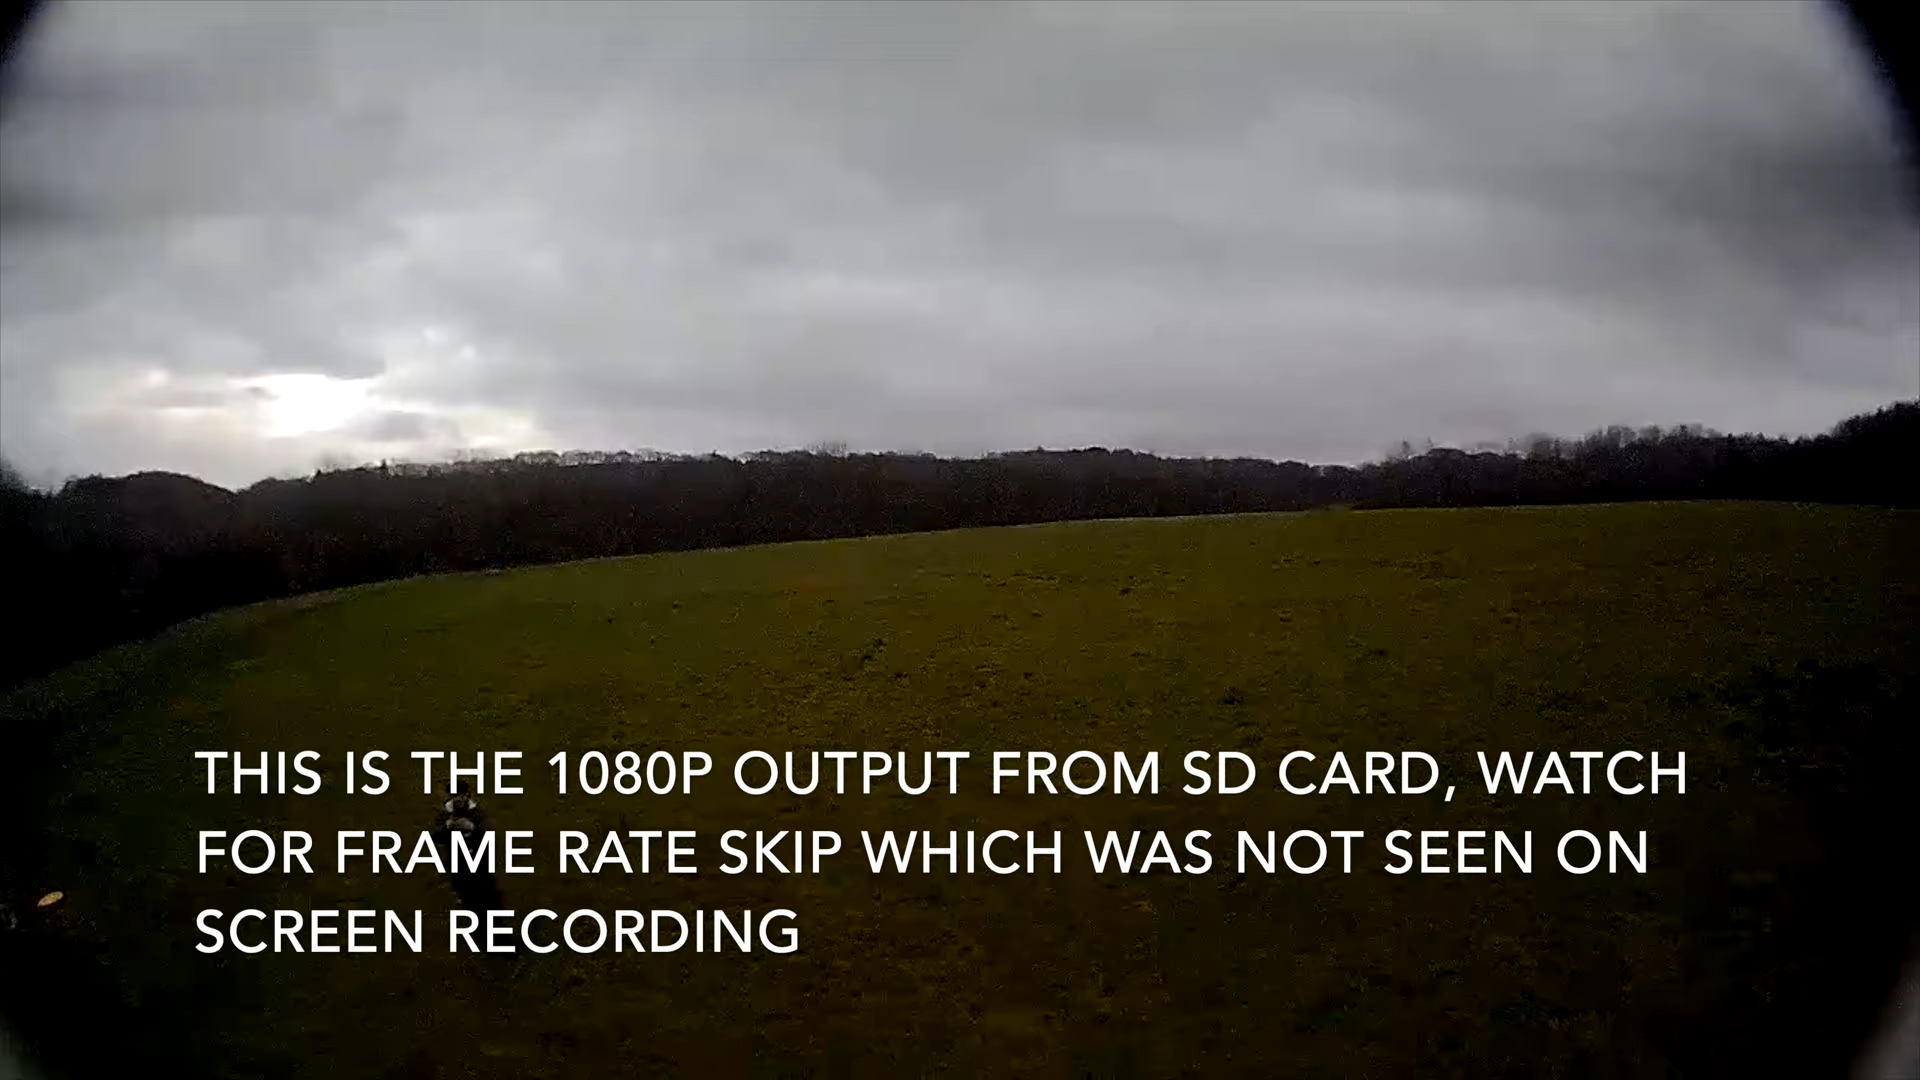 THIS IS THE 1080P OUTPUT FROM SD CARD, WATCH
FOR FRAME RATE SKIP WHICH WAS NOT SEEN ON
SCREEN RECORDING